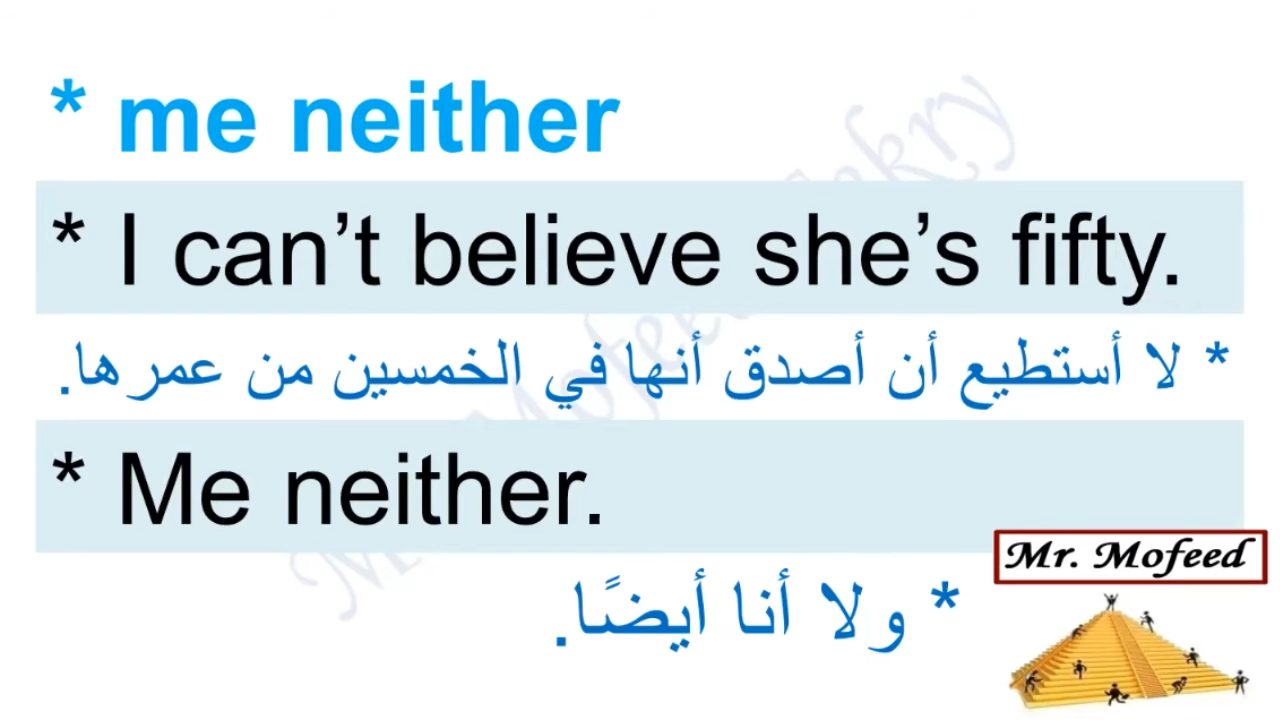 * me neither
* I can’t believe she’s fifty.
* لا أستطيع أن أصدق أنها في الخمسين من عمرها.
* Me neither.
* ولا أنا أيضًا.
Mr. Mofeed